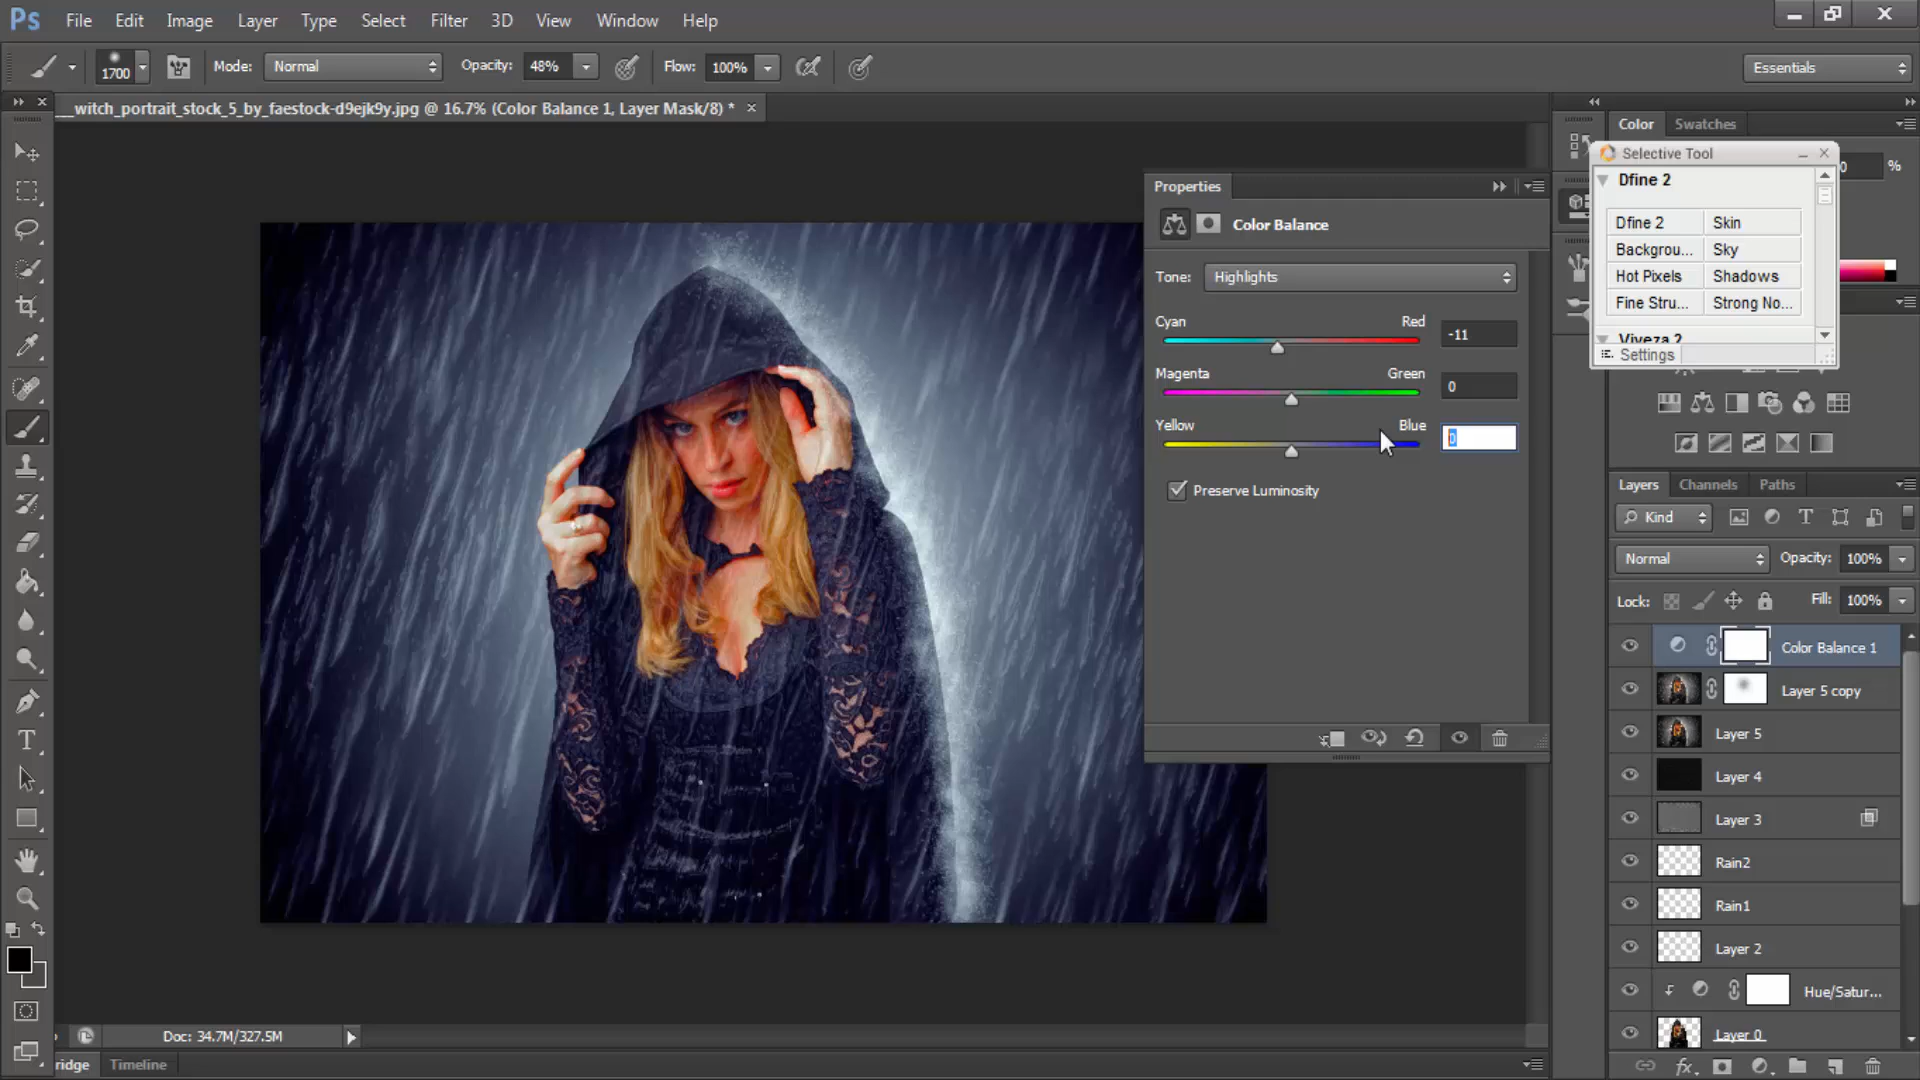 Ps File Edit Image Layer Type Select Filter 3D View Window Help
1700 Mode: Normal Opacity: 48% Flow: 100% Essentials
__witch_portrait_stock_5_by_faestock-d9ejk9y.jpg @ 16.7% (Color Balance 1, Layer Mask/8) *
Color Swatches
Selective Tool
0 %
Dfine 2
Dfine 2 Skin
Backgrou... Sky
Hot Pixels Shadows
Fine Stru... Strong No...
Viveza 2
Settings
Properties
Color Balance
Tone: Highlights
Cyan Red -11
Magenta Green 0
Yellow Blue 0
Preserve Luminosity
Layers Channels Paths
Kind
Normal Opacity: 100%
Lock: Fill: 100%
Color Balance 1
Layer 5 copy
Layer 5
Layer 4
Layer 3
Rain2
Rain1
Layer 2
Hue/Satur...
Layer 0
Doc: 34.7M/327.5M
ridge Timeline